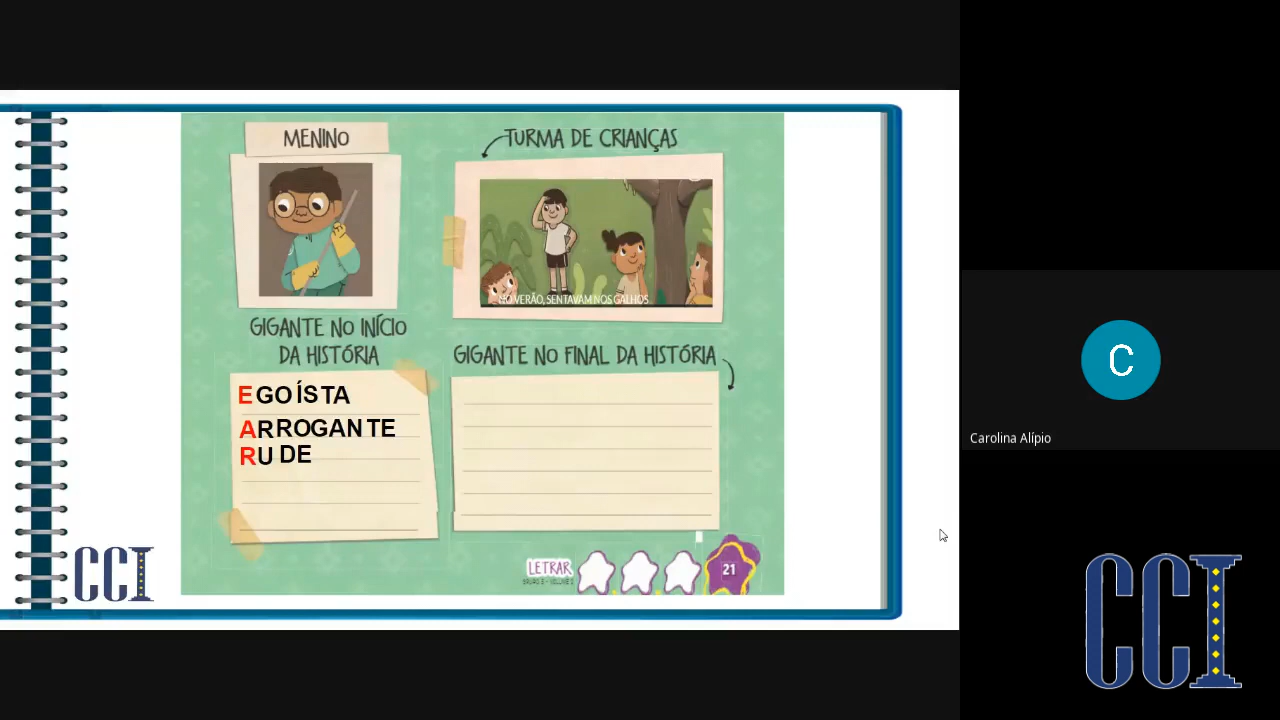 MENINO
TURMA DE CRIANÇAS
NO VERÃO, SENTAVAM NOS GALHOS
GIGANTE NO INÍCIO
DA HISTÓRIA
EGOÍSTA
ARROGANTE
RUDE
GIGANTE NO FINAL DA HISTÓRIA
LETRAR
21
CCI
C
Carolina Alípio
CCI